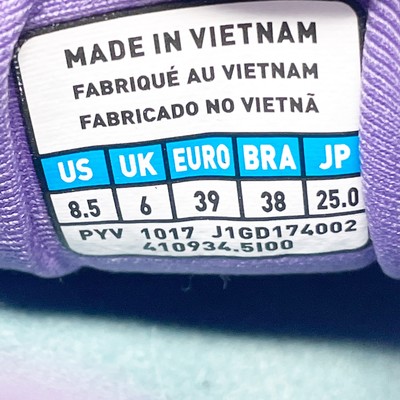 MADE IN VIETNAM
FABRIQUÉ AU VIETNAM
FABRICADO NO VIETNÃ
US UK EURO BRA JP
8.5 6 39 38 25.0
PYV 1017 J1GD174002
410934.5100